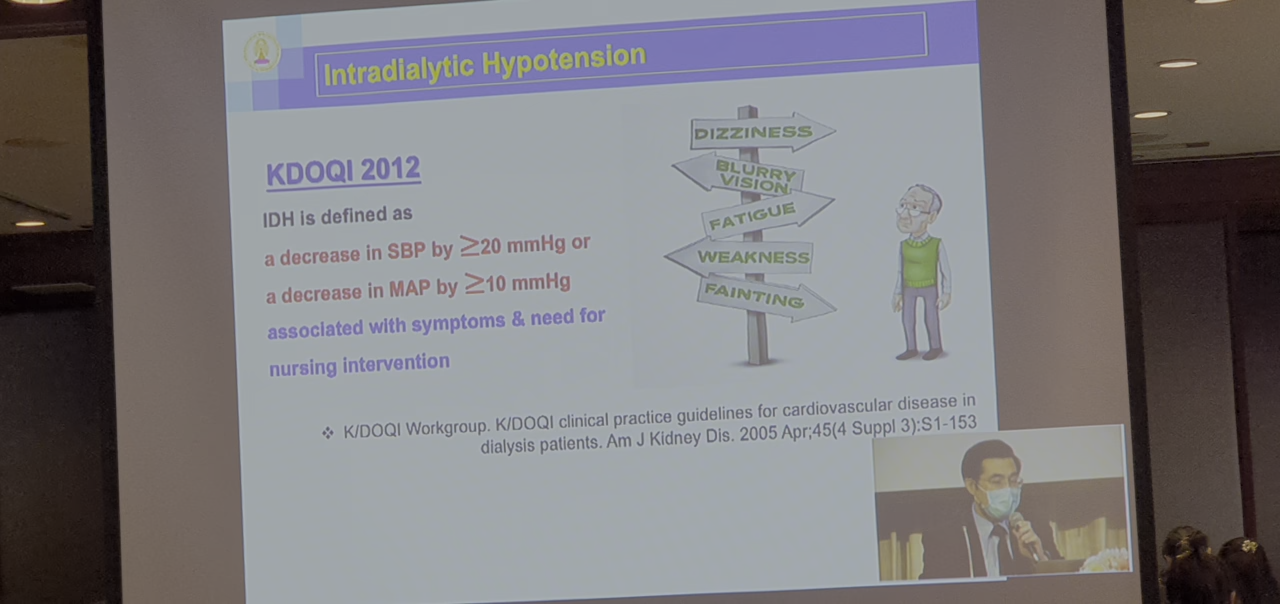 Intradialytic Hypotension
KDOQI 2012
IDH is defined as
a decrease in SBP by ≥20 mmHg or
a decrease in MAP by ≥10 mmHg
associated with symptoms & need for
nursing intervention
DIZZINESS
BLURRY
VISION
FATIGUE
WEAKNESS
FAINTING
❖ K/DOQI Workgroup. K/DOQI clinical practice guidelines for cardiovascular disease in
dialysis patients. Am J Kidney Dis. 2005 Apr;45(4 Suppl 3):S1-153